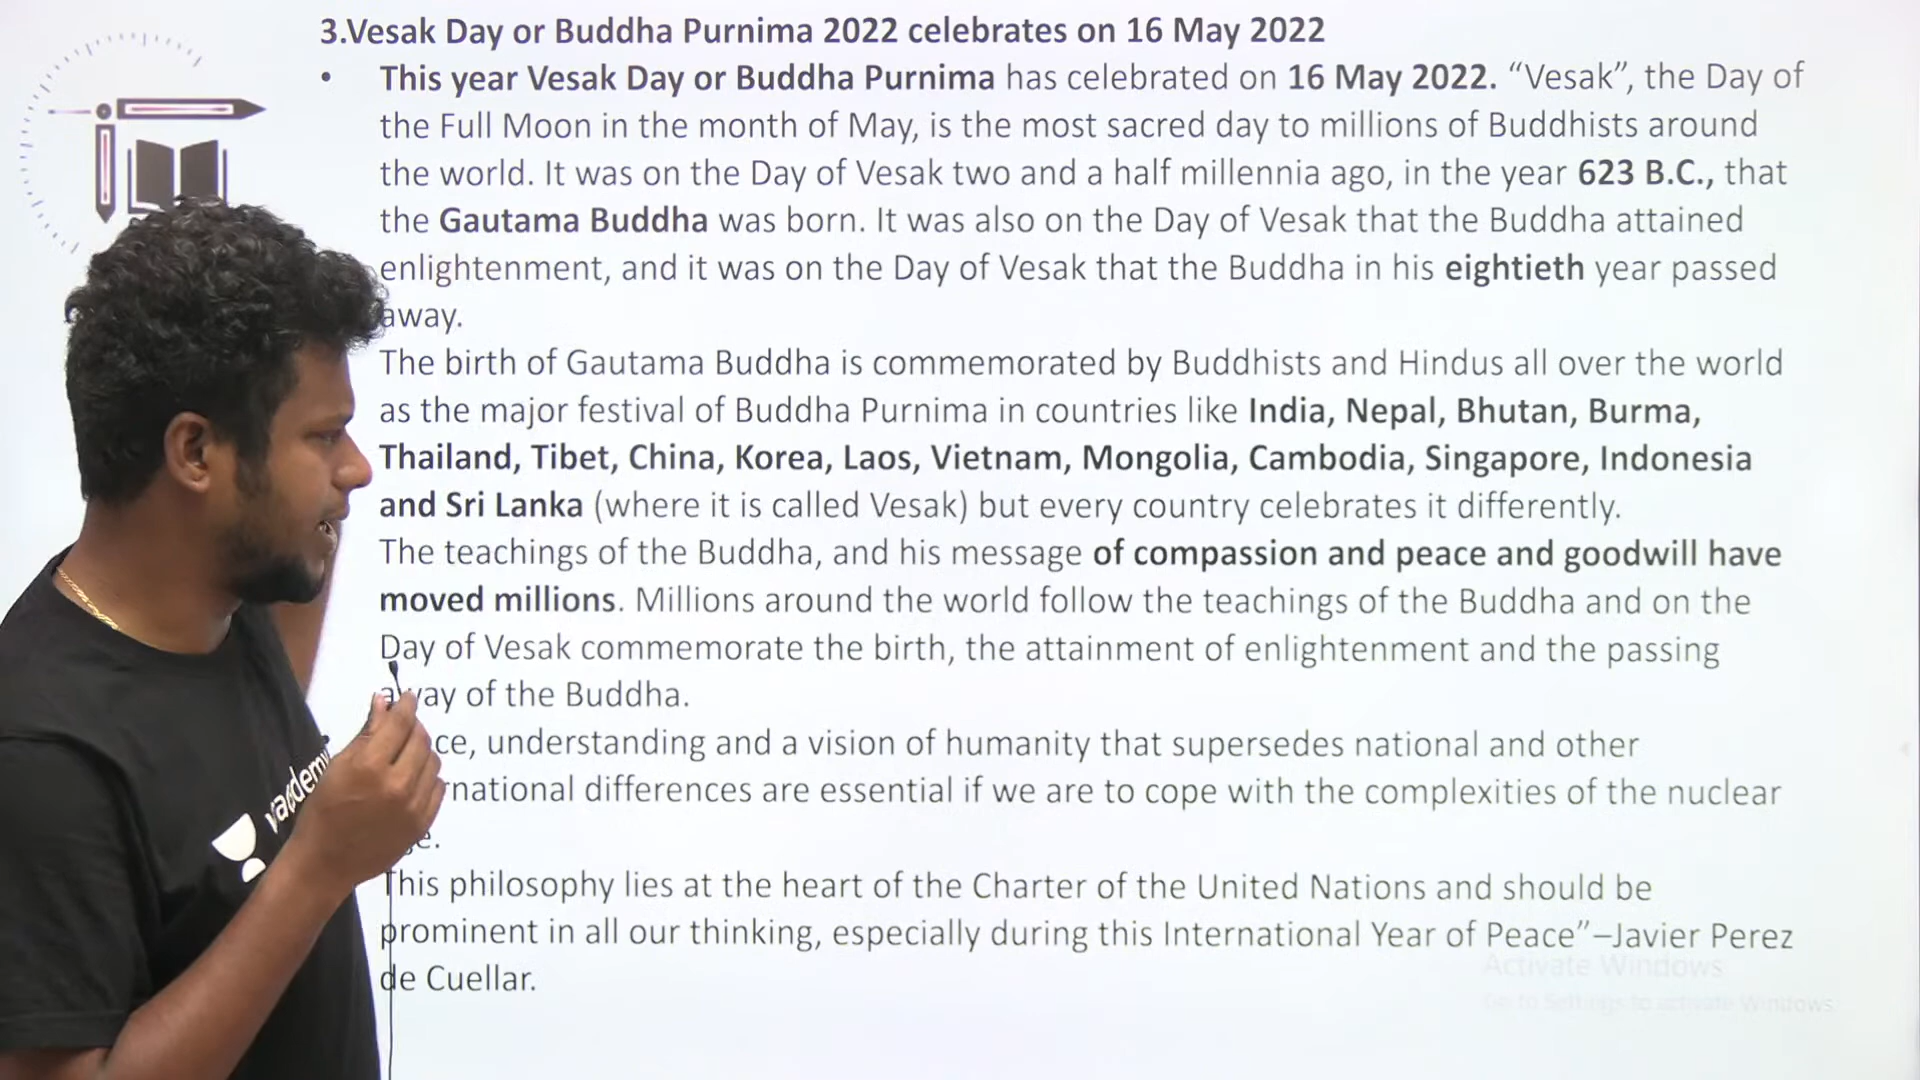 3.Vesak Day or Buddha Purnima 2022 celebrates on 16 May 2022
• This year Vesak Day or Buddha Purnima has celebrated on 16 May 2022. “Vesak”, the Day of
the Full Moon in the month of May, is the most sacred day to millions of Buddhists around
the world. It was on the Day of Vesak two and a half millennia ago, in the year 623 B.C., that
the Gautama Buddha was born. It was also on the Day of Vesak that the Buddha attained
enlightenment, and it was on the Day of Vesak that the Buddha in his eightieth year passed
away.
The birth of Gautama Buddha is commemorated by Buddhists and Hindus all over the world
as the major festival of Buddha Purnima in countries like India, Nepal, Bhutan, Burma,
Thailand, Tibet, China, Korea, Laos, Vietnam, Mongolia, Cambodia, Singapore, Indonesia
and Sri Lanka (where it is called Vesak) but every country celebrates it differently.
The teachings of the Buddha, and his message of compassion and peace and goodwill have
moved millions. Millions around the world follow the teachings of the Buddha and on the
Day of Vesak commemorate the birth, the attainment of enlightenment and the passing
away of the Buddha.
ce, understanding and a vision of humanity that supersedes national and other
rnational differences are essential if we are to cope with the complexities of the nuclear
e.
This philosophy lies at the heart of the Charter of the United Nations and should be
prominent in all our thinking, especially during this International Year of Peace”–Javier Perez
de Cuellar.
Activate Windows
Go to Settings to activate Windows.